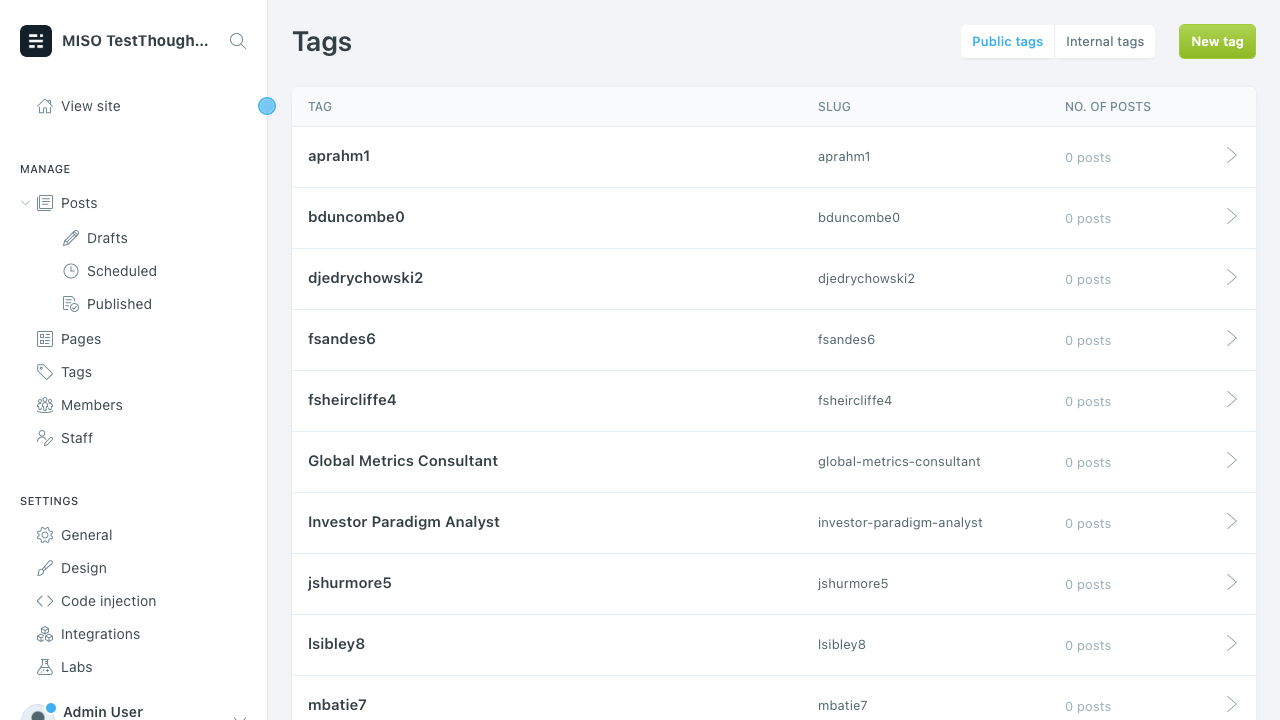 MISO TestThough...
View site
MANAGE
Posts
Drafts
Scheduled
Published
Pages
Tags
Members
Staff
SETTINGS
General
Design
Code injection
Integrations
Labs
Admin User
Tags
Public tags Internal tags
New tag
TAG SLUG NO. OF POSTS
aprahm1 aprahm1 0 posts
bduncombe0 bduncombe0 0 posts
djedrychowski2 djedrychowski2 0 posts
fsandes6 fsandes6 0 posts
fsheircliffe4 fsheircliffe4 0 posts
Global Metrics Consultant global-metrics-consultant 0 posts
Investor Paradigm Analyst investor-paradigm-analyst 0 posts
jshurmore5 jshurmore5 0 posts
lsibley8 lsibley8 0 posts
mbatie7 mbatie7 0 posts